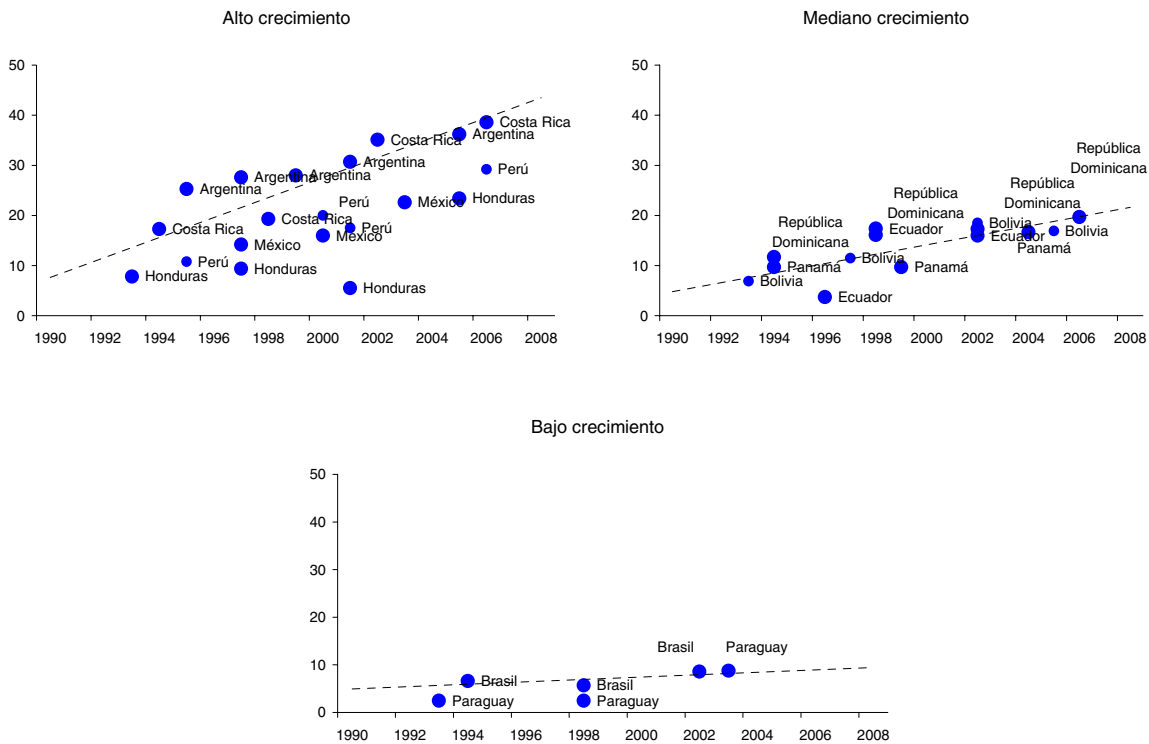 Alto crecimiento
50
40
30
20
10
0
1990 1992 1994 1996 1998 2000 2002 2004 2006 2008
Costa Rica
Costa Rica
Argentina
Argentina
Argentina
Argentina
Argentina
Perú
Perú
Honduras
México
Costa Rica
Costa Rica
Perú
México
México
Perú
Honduras
Honduras
Honduras
Mediano crecimiento
50
40
30
20
10
0
1990 1992 1994 1996 1998 2000 2002 2004 2006 2008
República
Dominicana
República
Dominicana
República
Dominicana
República
Dominicana
Bolivia
Ecuador
Ecuador
Bolivia
Panamá
Bolivia
Panamá
Panamá
Bolivia
Ecuador
Bajo crecimiento
50
40
30
20
10
0
1990 1992 1994 1996 1998 2000 2002 2004 2006 2008
Brasil
Paraguay
Brasil
Brasil
Paraguay
Paraguay